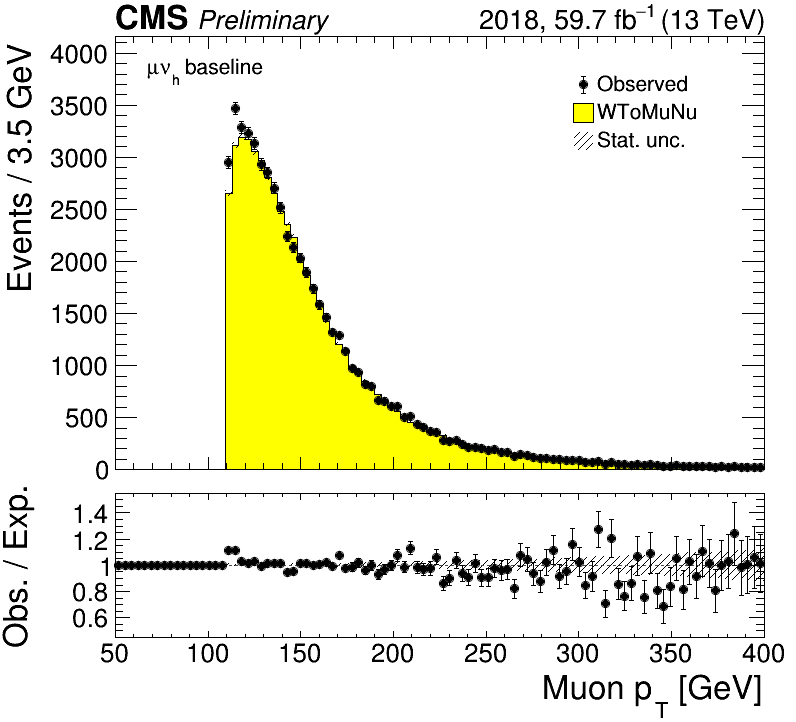 CMS Preliminary 2018, 59.7 fb⁻¹ (13 TeV)
Events / 3.5 GeV
4000
3500
3000
2500
2000
1500
1000
500
0
μν_h baseline
Observed
WToMuNu
Stat. unc.
Obs. / Exp.
1.4
1.2
1
0.8
0.6
50 100 150 200 250 300 350 400
Muon p_T [GeV]